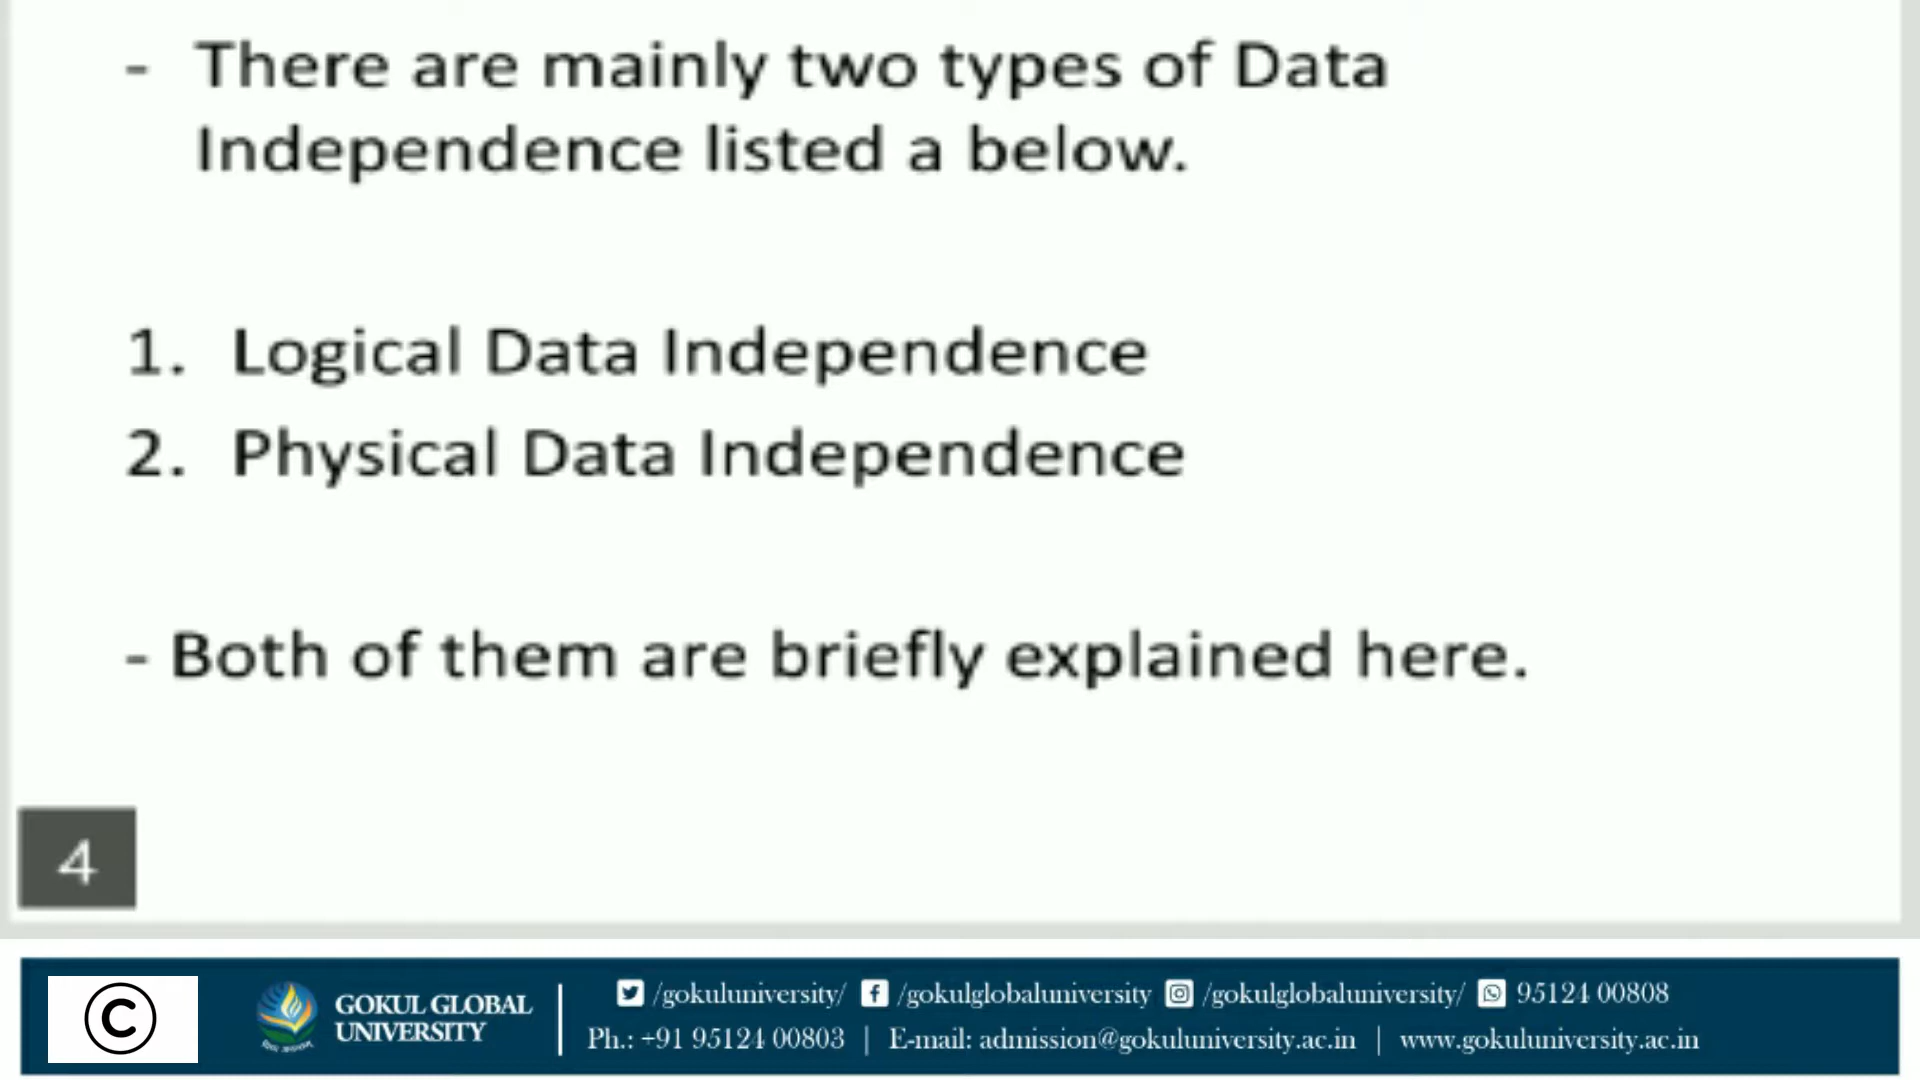 - There are mainly two types of Data
Independence listed a below.
1. Logical Data Independence
2. Physical Data Independence
- Both of them are briefly explained here.
4
©
GOKUL GLOBAL
UNIVERSITY
/gokuluniversity/ /gokulglobaluniversity /gokulglobaluniversity/ 95124 00808
Ph.: +91 95124 00803 | E-mail: admission@gokuluniversity.ac.in | www.gokuluniversity.ac.in